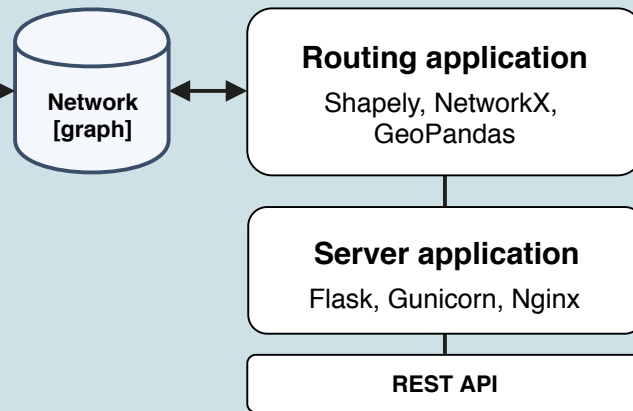 Network
[graph]
Routing application
Shapely, NetworkX,
GeoPandas
Server application
Flask, Gunicorn, Nginx
REST API